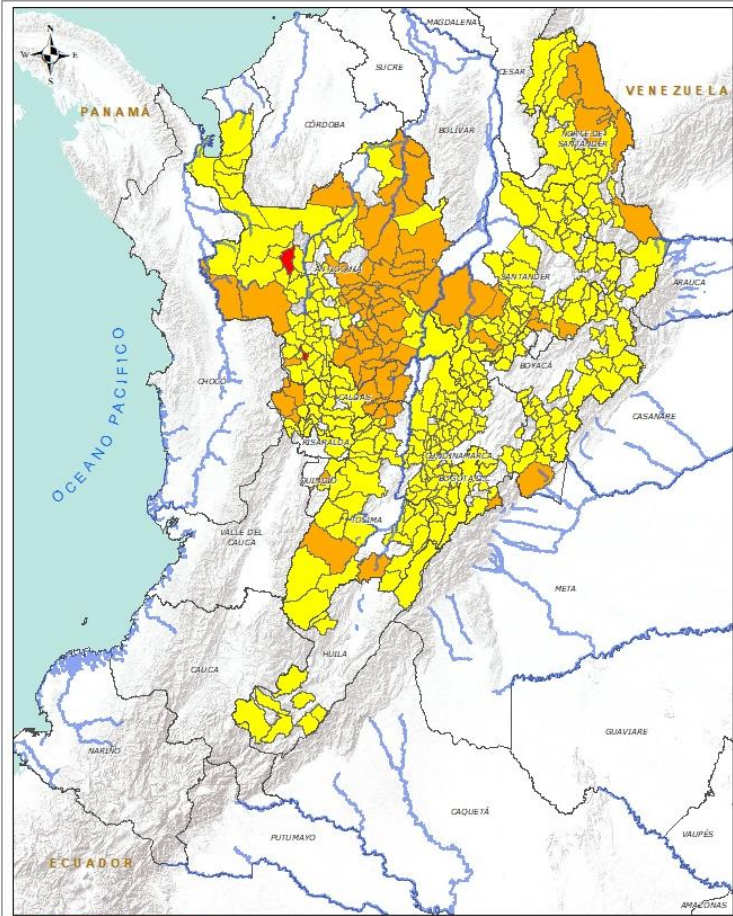 N
W E
S
MAGDALENA
SUCRE
CESAR
VENEZUELA
PANAMÁ
CÓRDOBA
BOLÍVAR
NORTE DE
SANTANDER
ANTIOQUIA
SANTANDER
ARAUCA
OCEANO PACIFICO
CHOCÓ
BOYACÁ
CALDAS
CASANARE
RISARALDA
CUNDINAMARCA
QUINDÍO
BOGOTÁ, D.C.
TOLIMA
VALLE DEL
CAUCA
META
HUILA
CAUCA
GUAVIARE
NARIÑO
CAQUETÁ
PUTUMAYO
VAUPÉS
ECUADOR
AMAZONAS